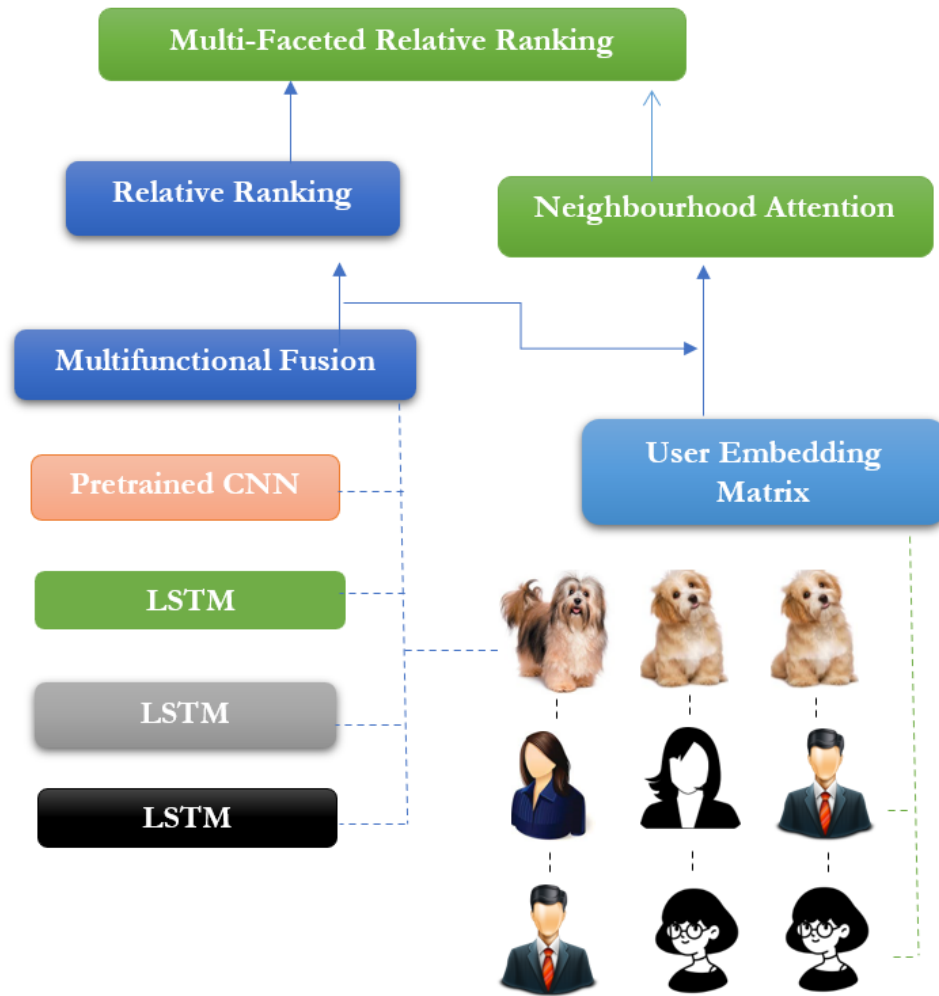 Multi-Faceted Relative Ranking
Relative Ranking
Neighbourhood Attention
Multifunctional Fusion
User Embedding
Matrix
Pretrained CNN
LSTM
LSTM
LSTM